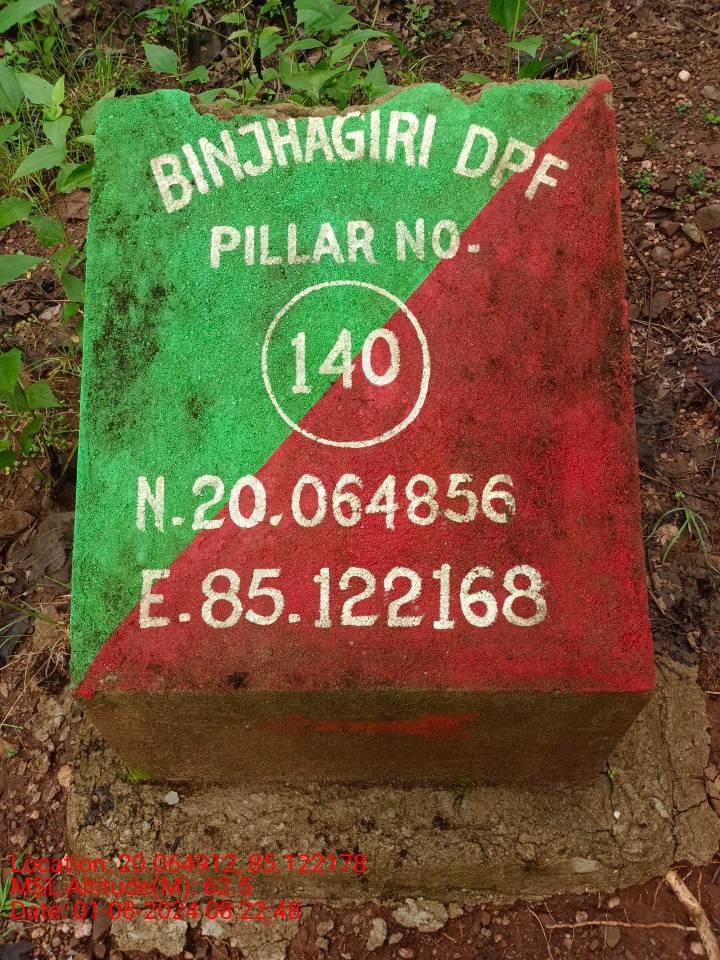 BINJHAGIRI DPF
PILLAR NO.
140
N.20.064856
E.85.122168
Location: 20.064912, 85.122178
MSL Altitude(M): 62.5
Date: 01-08-2024 08:22:48